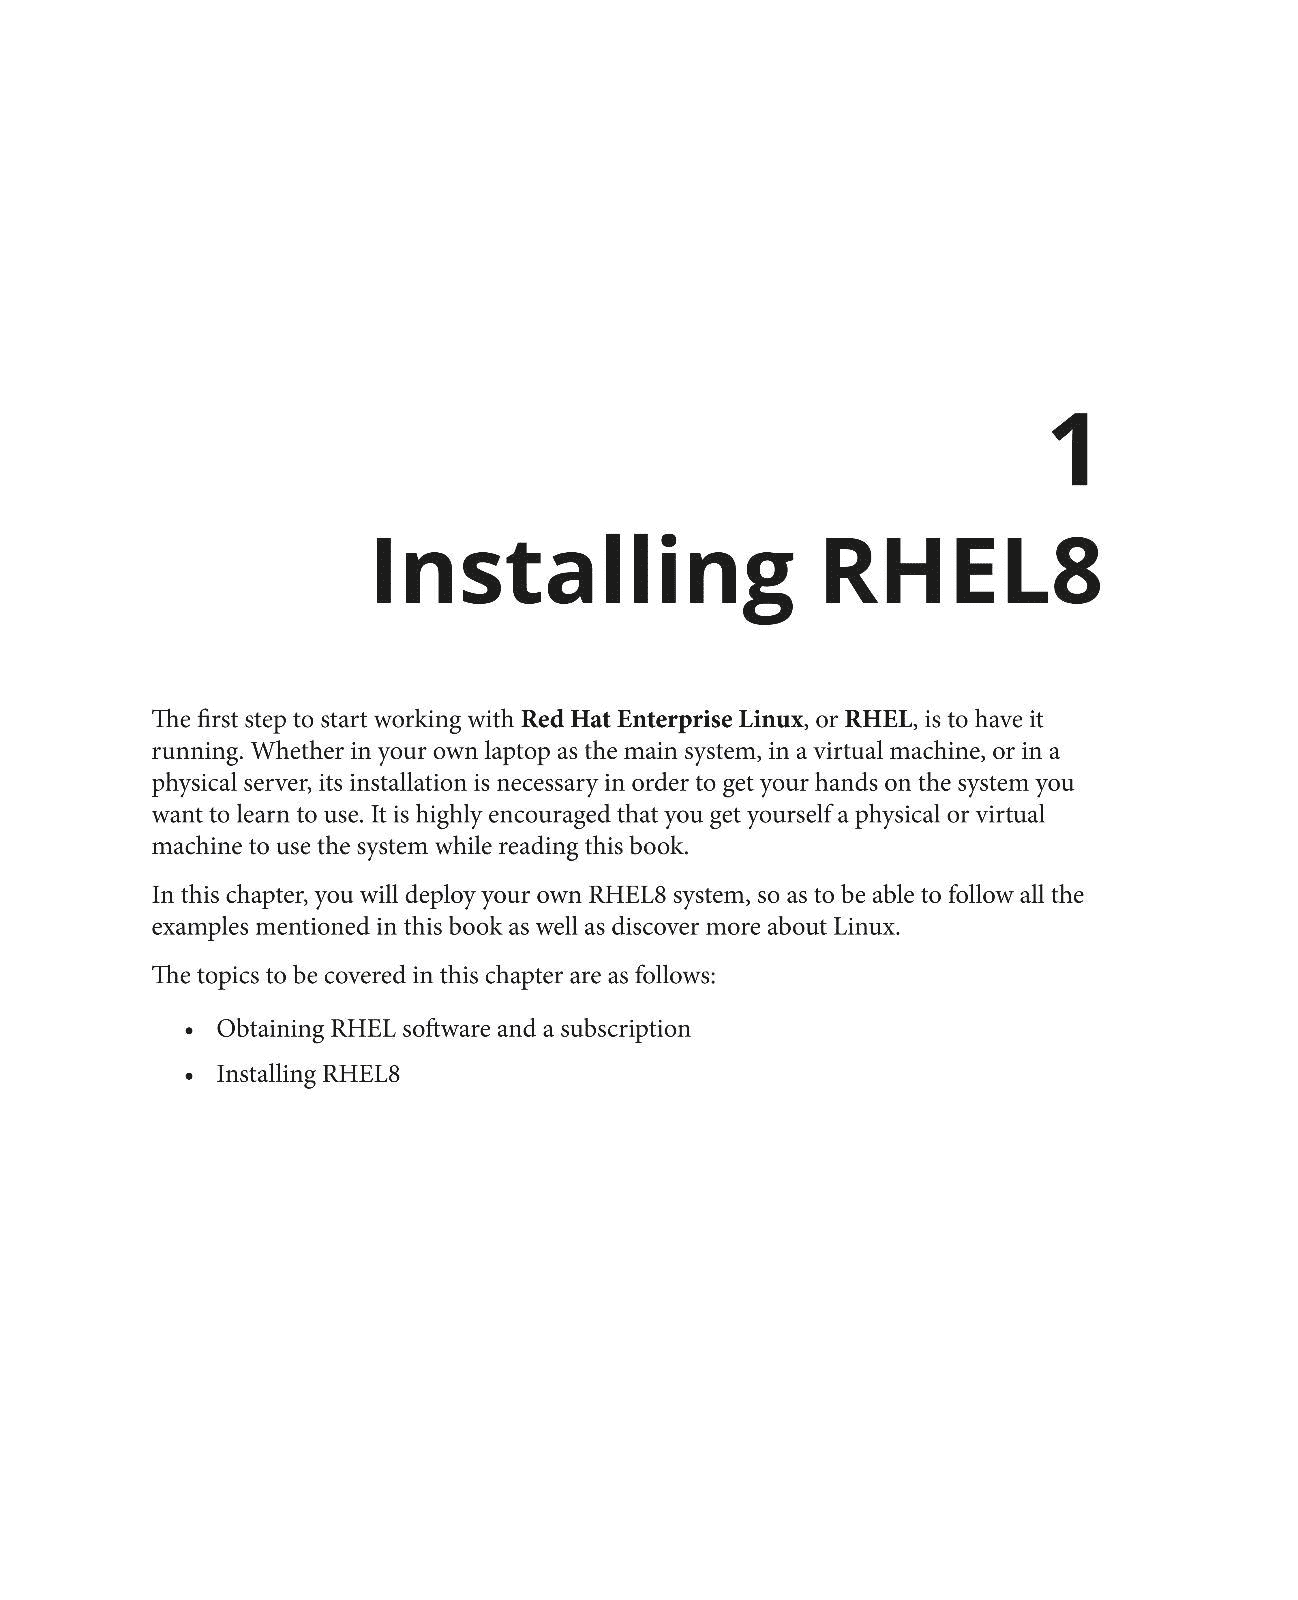 1
Installing RHEL8
The first step to start working with Red Hat Enterprise Linux, or RHEL, is to have it
running. Whether in your own laptop as the main system, in a virtual machine, or in a
physical server, its installation is necessary in order to get your hands on the system you
want to learn to use. It is highly encouraged that you get yourself a physical or virtual
machine to use the system while reading this book.
In this chapter, you will deploy your own RHEL8 system, so as to be able to follow all the
examples mentioned in this book as well as discover more about Linux.
The topics to be covered in this chapter are as follows:
• Obtaining RHEL software and a subscription
• Installing RHEL8